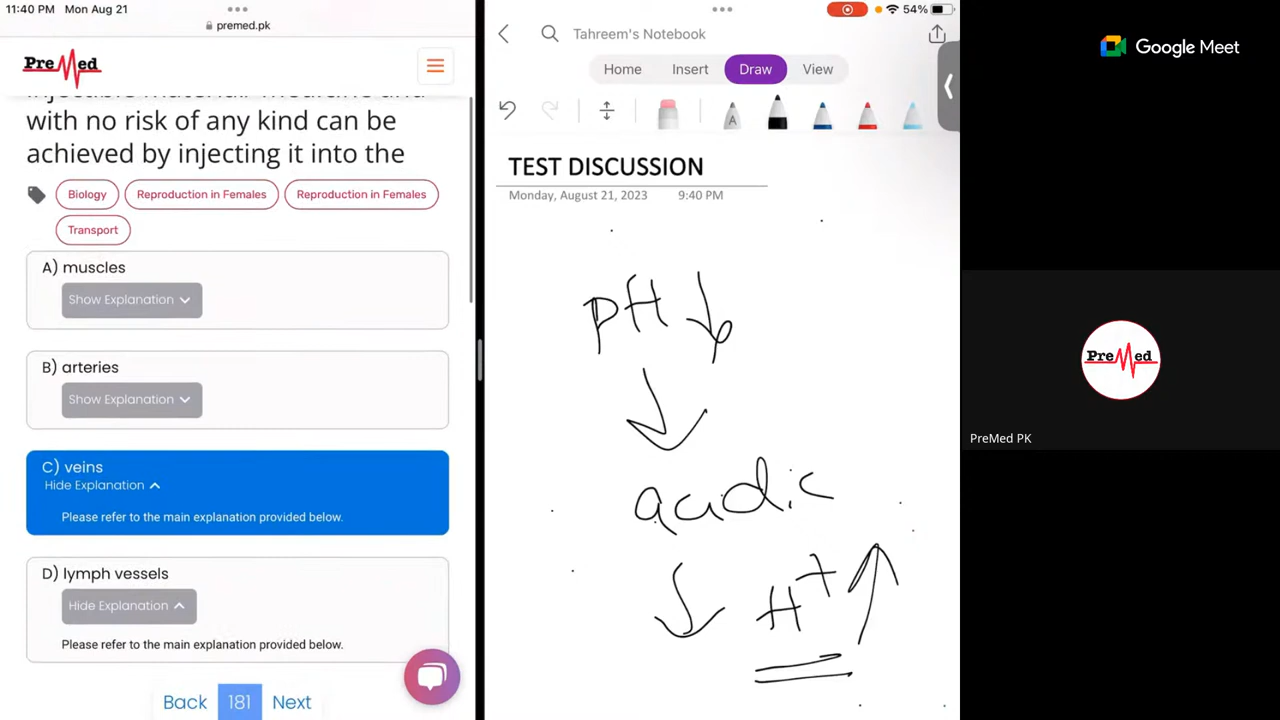 11:40 PM Mon Aug 21
premed.pk
PreMed
with no risk of any kind can be
achieved by injecting it into the
Biology
Reproduction in Females
Reproduction in Females
Transport
A) muscles
Show Explanation
B) arteries
Show Explanation
C) veins
Hide Explanation
Please refer to the main explanation provided below.
D) lymph vessels
Hide Explanation
Please refer to the main explanation provided below.
Back 181 Next
54%
Tahreem's Notebook
Home Insert Draw View
A
TEST DISCUSSION
Monday, August 21, 2023 9:40 PM
pH ↓
↓
acidic
↓ H+ ↑
Google Meet
PreMed
PreMed PK